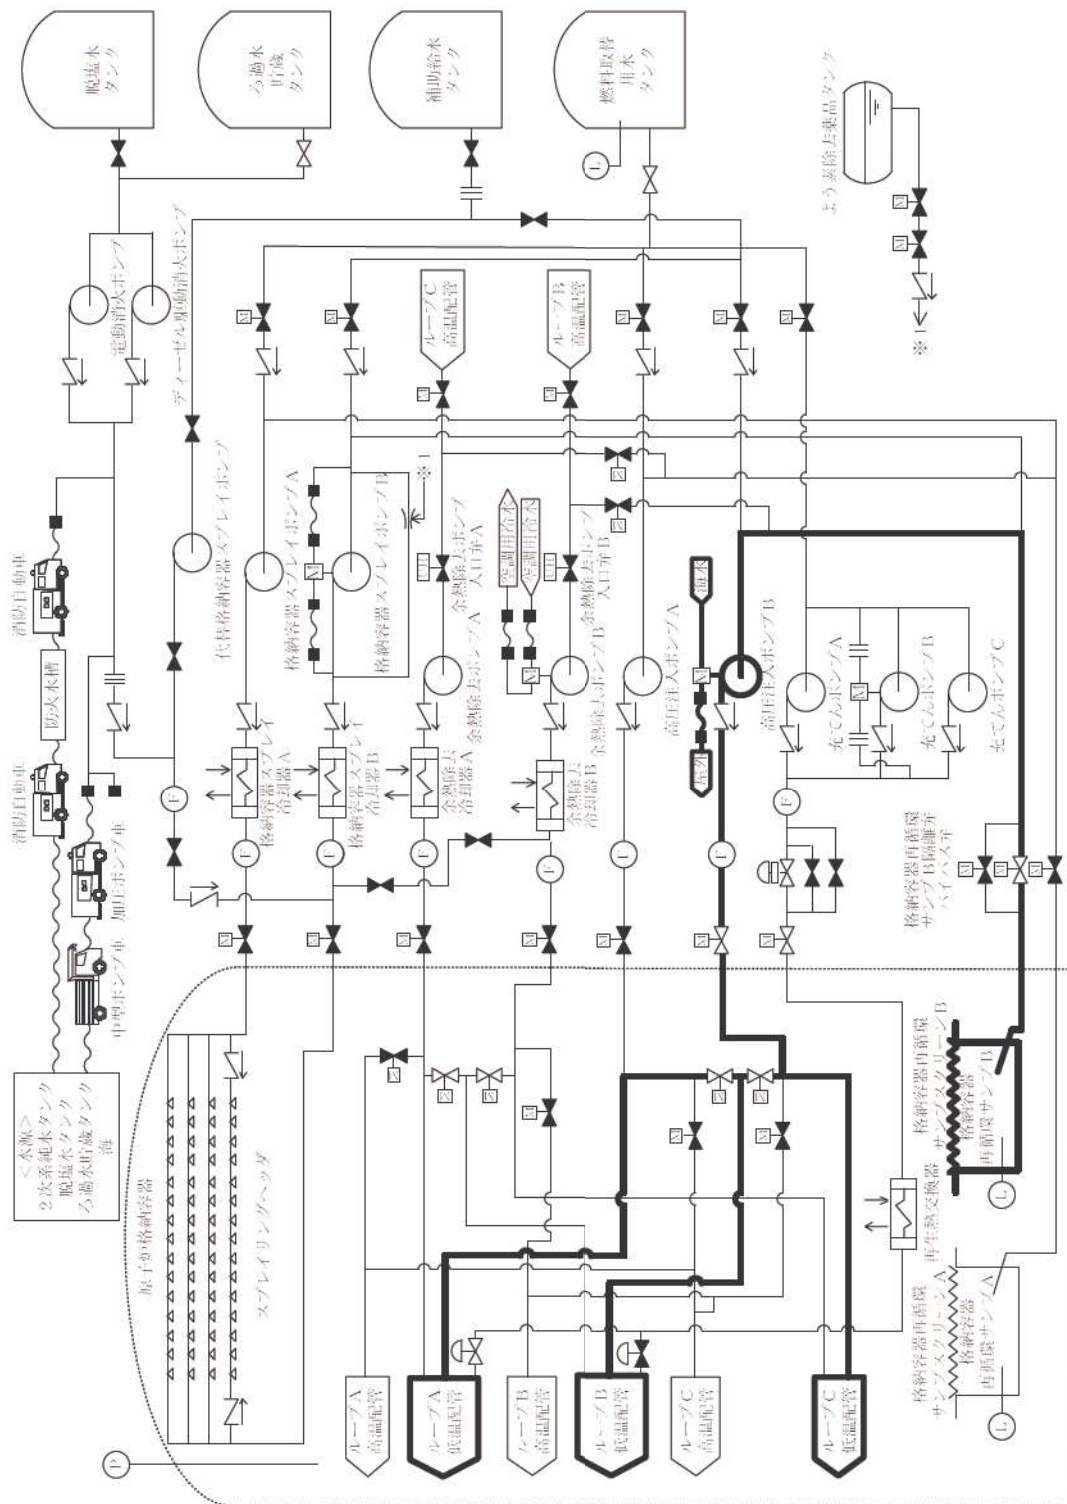 脱塩水
タンク
ろ過水
貯蔵
タンク
補助給水
タンク
燃料取替
用水
タンク
よう素除去薬品タンク
L
M
M
※1
電動消火ポンプ
ディーゼル駆動消火ポンプ
消防自動車
防火水槽
消防自動車
加圧ポンプ車
中型ポンプ車
<水源>
2次系純水タンク
脱塩水タンク
ろ過水貯蔵タンク
海
代替格納容器スプレイポンプ
格納容器スプレイポンプA
格納容器スプレイポンプB
※1
ループC
高温配管
ループB
高温配管
空調用冷水
空調用冷水
余熱除去ポンプ
入口弁A
余熱除去ポンプ
入口弁B
余熱除去ポンプA
余熱除去ポンプB
海水
屋外
高圧注入ポンプA
高圧注入ポンプB
充てんポンプA
充てんポンプB
充てんポンプC
格納容器スプレイ
冷却器A
格納容器スプレイ
冷却器B
余熱除去
冷却器A
余熱除去
冷却器B
F
F
F
F
F
F
F
F
格納容器再循環
サンプB隔離弁
バイパス弁
原子炉格納容器
スプレイリングヘッダ
P
ループA
高温配管
ループA
低温配管
ループB
高温配管
ループB
低温配管
ループC
高温配管
ループC
低温配管
再生熱交換器
格納容器再循環
サンプスクリーンB
格納容器
再循環サンプB
L
格納容器再循環
サンプスクリーンA
格納容器
再循環サンプA
L